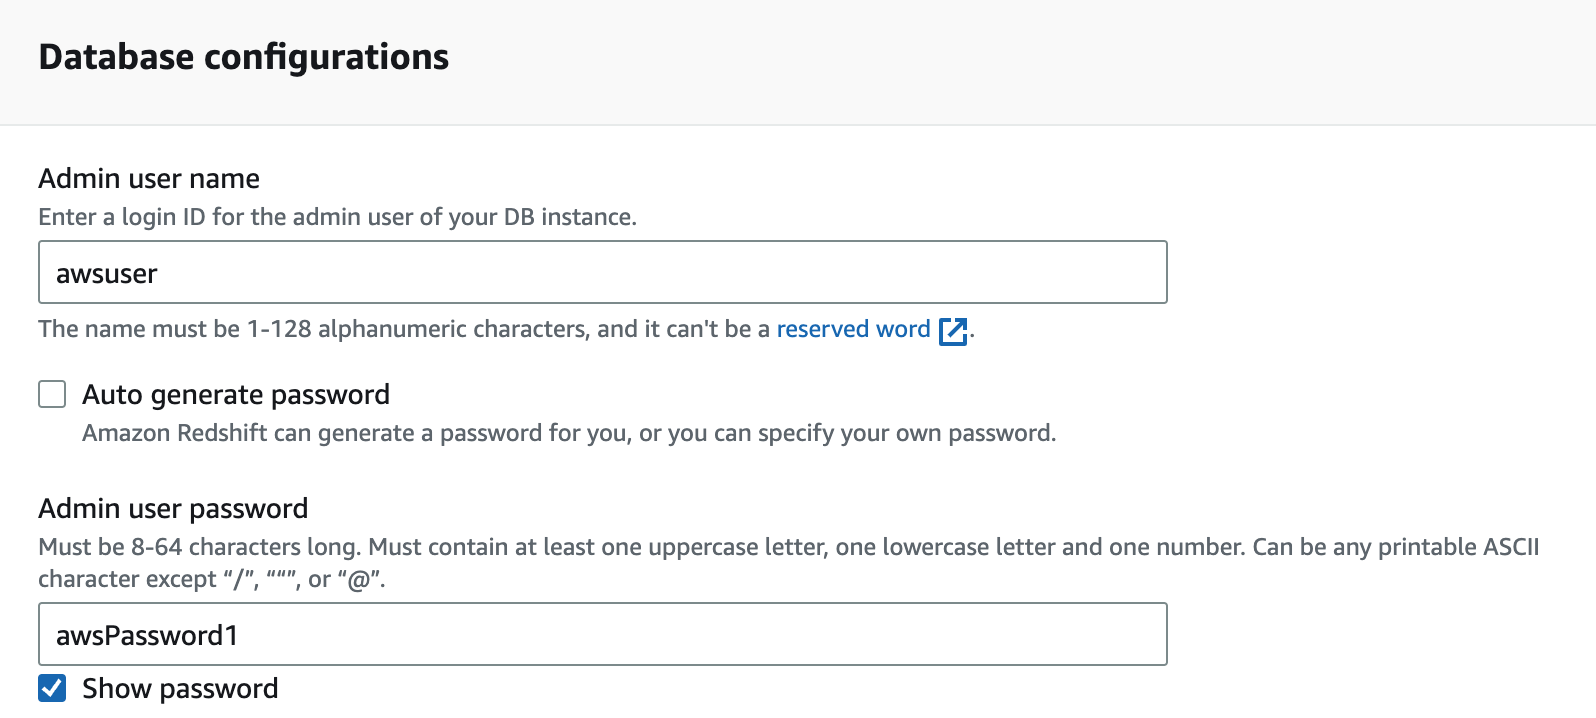 Database configurations
Admin user name
Enter a login ID for the admin user of your DB instance.
awsuser
The name must be 1-128 alphanumeric characters, and it can't be a reserved word.
Auto generate password
Amazon Redshift can generate a password for you, or you can specify your own password.
Admin user password
Must be 8-64 characters long. Must contain at least one uppercase letter, one lowercase letter and one number. Can be any printable ASCII
character except “/”, “““, or “@”.
awsPassword1
Show password